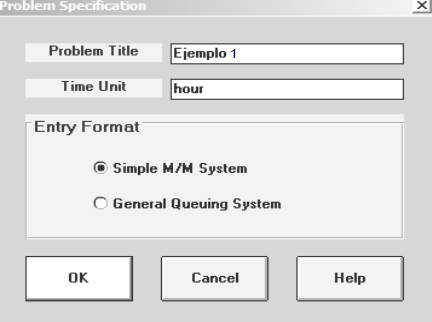 Problem Specification
Problem Title Ejemplo 1
Time Unit hour
Entry Format
Simple M/M System
General Queuing System
OK Cancel Help